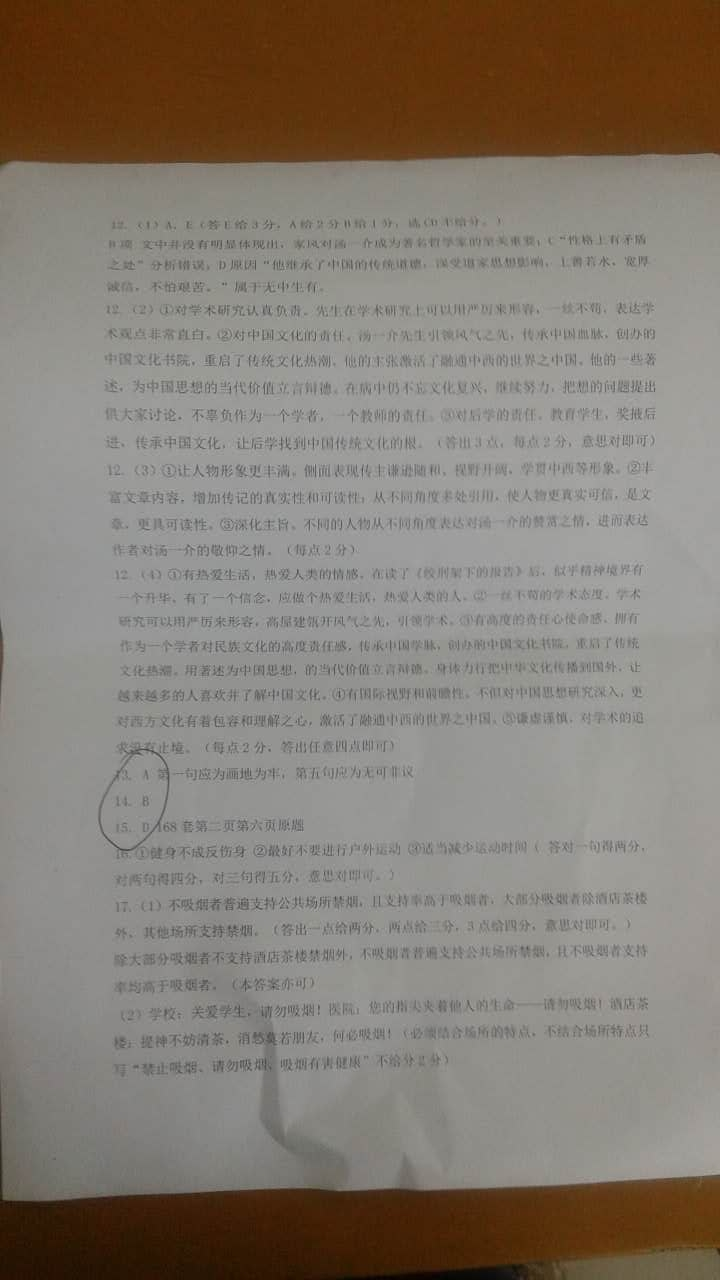 12.（1）A、E（答E给3分，A给2分B给1分，选CD不给分。）
B项 文中并没有明显体现出，家风对汤一介成为著名哲学家的至关重要；C“性格上有矛盾
之处”分析错误；D原因“他继承了中国的传统道德，深受道家思想影响，上善若水，宽厚
诚信，不怕艰苦。”属于无中生有。
12.（2）①对学术研究认真负责。先生在学术研究上可以用严厉来形容，一丝不苟，表达学
术观点非常直白。②对中国文化的责任。汤一介先生引领风气之先，传承中国血脉，创办的
中国文化书院，重启了传统文化热潮。他的主张激活了融通中西的世界之中国。他的一些著
述，为中国思想的当代价值立言辩德。在病中仍不忘文化复兴，继续努力，把想的问题提出
供大家讨论，不辜负作为一个学者，一个教师的责任。③对后学的责任。教育学生，奖掖后
进，传承中国文化，让后学找到中国传统文化的根。（答出3点，每点2分，意思对即可）
12.（3）①让人物形象更丰满。侧面表现传主谦逊随和、视野开阔，学贯中西等形象。②丰
富文章内容，增加传记的真实性和可读性；从不同角度多处引用，使人物更真实可信，是文
章，更具可读性。③深化主旨。不同的人物从不同角度表达对汤一介的赞赏之情，进而表达
作者对汤一介的敬仰之情。（每点2分）
12.（4）①有热爱生活，热爱人类的情感。在读了《绞刑架下的报告》后，似乎精神境界有
一个升华，有了一个信念，应做个热爱生活，热爱人类的人。②一丝不苟的学术态度。学术
研究可以用严厉来形容，高屋建瓴开风气之先，引领学术。③有高度的责任心使命感。拥有
作为一个学者对民族文化的高度责任感，传承中国学脉，创办的中国文化书院，重启了传统
文化热潮。用著述为中国思想，的当代价值立言辩德。身体力行把中华文化传播到国外，让
越来越多的人喜欢并了解中国文化。④有国际视野和前瞻性。不但对中国思想研究深入，更
对西方文化有着包容和理解之心，激活了融通中西的世界之中国。⑤谦虚谨慎，对学术的追
求没有止境。（每点2分，答出任意四点即可）
13. A 第一句应为画地为牢，第五句应为无可非议
14. B
15. D 168套第二页第六页原题
16.①健身不成反伤身 ②最好不要进行户外运动 ③适当减少运动时间（ 答对一句得两分，
对两句得四分，对三句得五分，意思对即可。）
17.（1）不吸烟者普遍支持公共场所禁烟，且支持率高于吸烟者，大部分吸烟者除酒店茶楼
外，其他场所支持禁烟。（答出一点给两分，两点给三分，3点给四分，意思对即可。）
除大部分吸烟者不支持酒店茶楼禁烟外，不吸烟者普遍支持公共场所禁烟，且不吸烟者支持
率均高于吸烟者。（本答案亦可）
（2）学校：关爱学生，请勿吸烟！医院：您的指尖夹着他人的生命——请勿吸烟！酒店茶
楼：提神不妨清茶，消愁莫若朋友，何必吸烟！（必须结合场所的特点，不结合场所特点只
写“禁止吸烟、请勿吸烟、吸烟有害健康”不给分2分）